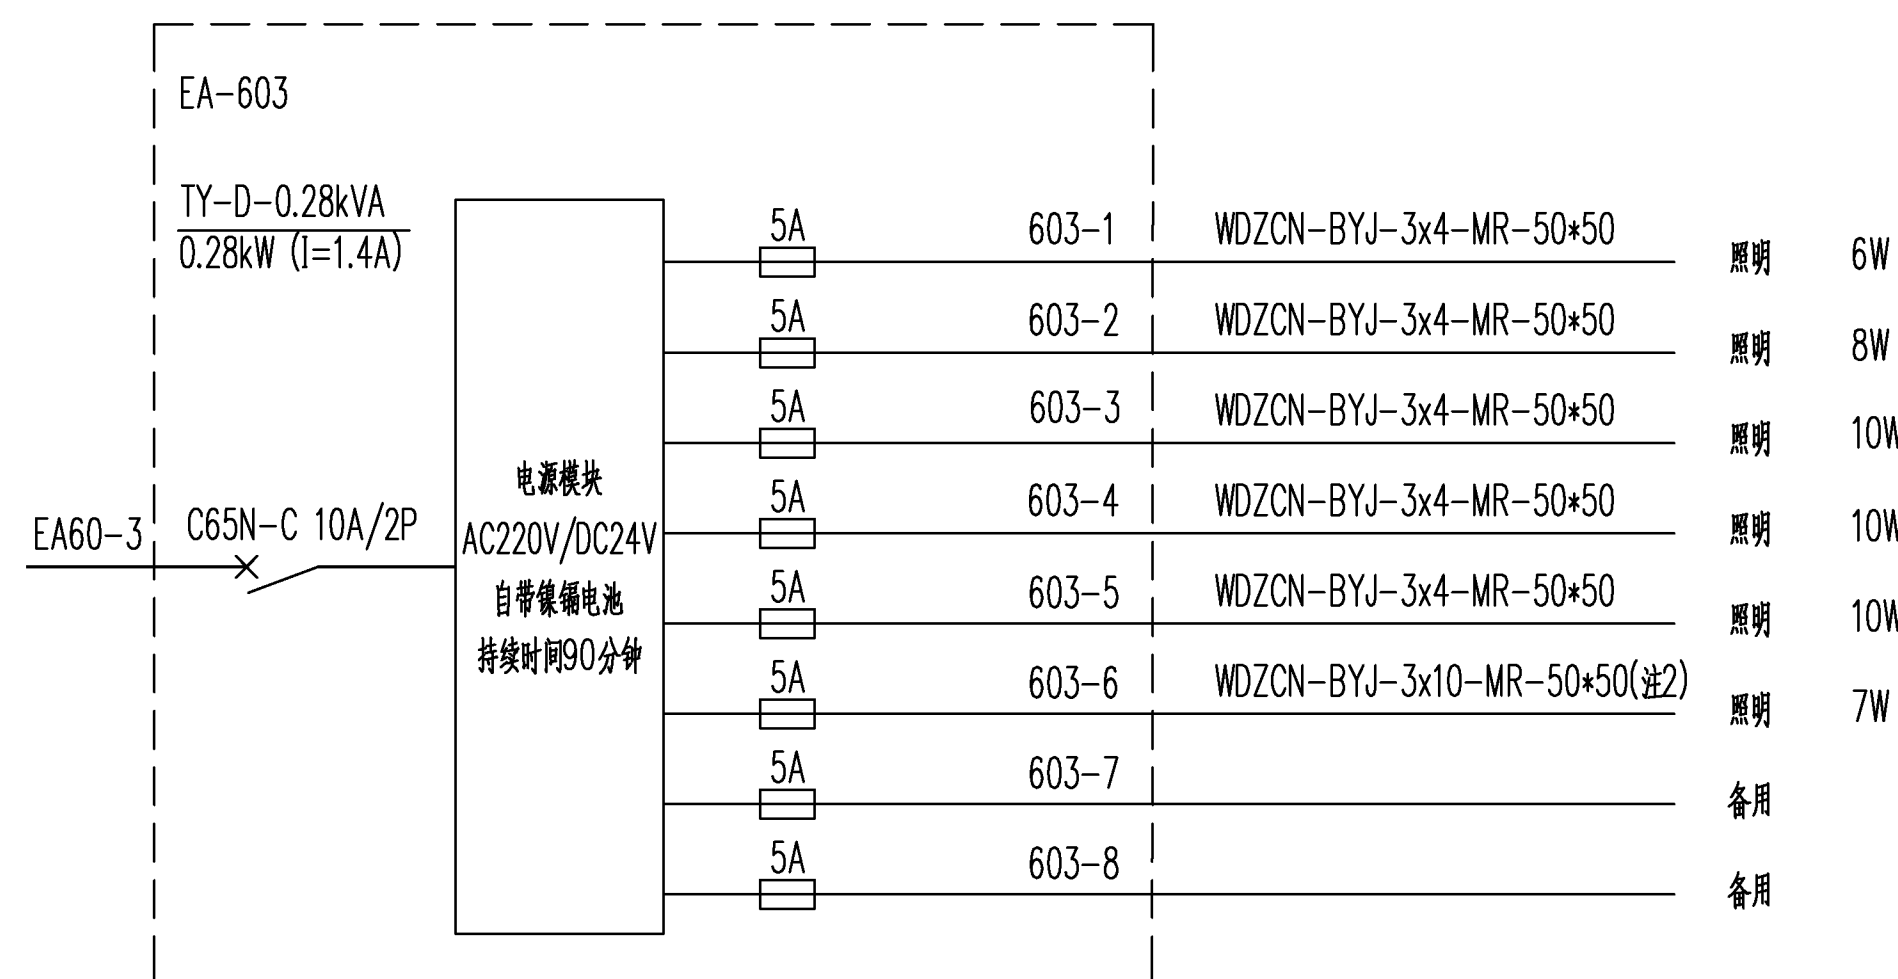 EA-603
TY-D-0.28kVA
0.28kW (I=1.4A)
EA60-3
C65N-C 10A/2P
电源模块
AC220V/DC24V
自带镍镉电池
持续时间90分钟
5A 603-1 WDZCN-BYJ-3x4-MR-50*50 照明 6W
5A 603-2 WDZCN-BYJ-3x4-MR-50*50 照明 8W
5A 603-3 WDZCN-BYJ-3x4-MR-50*50 照明 10W
5A 603-4 WDZCN-BYJ-3x4-MR-50*50 照明 10W
5A 603-5 WDZCN-BYJ-3x4-MR-50*50 照明 10W
5A 603-6 WDZCN-BYJ-3x10-MR-50*50(注2) 照明 7W
5A 603-7 备用
5A 603-8 备用